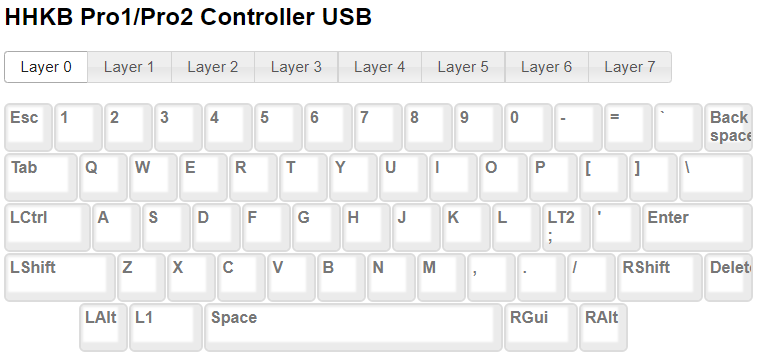 HHKB Pro1/Pro2 Controller USB
Layer 0 Layer 1 Layer 2 Layer 3 Layer 4 Layer 5 Layer 6 Layer 7
Esc 1 2 3 4 5 6 7 8 9 0 - = ` Back
space
Tab Q W E R T Y U I O P [ ] \
LCtrl A S D F G H J K L LT2 ' Enter
;
LShift Z X C V B N M , . / RShift Delet
LAlt L1 Space RGui RAlt